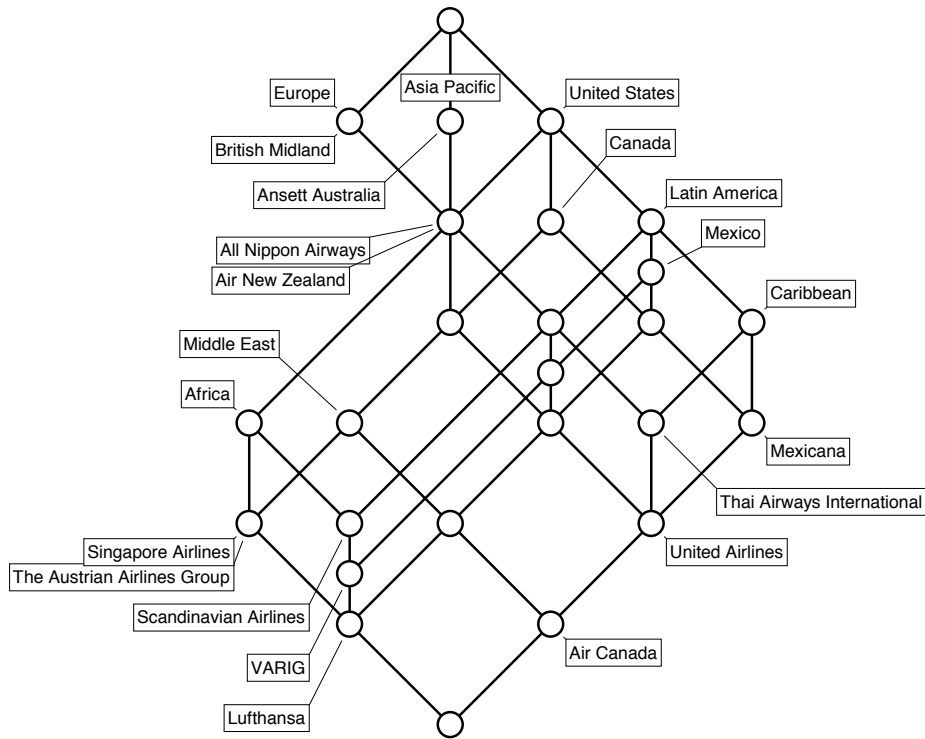 Asia Pacific
Europe
United States
British Midland
Canada
Ansett Australia
Latin America
Mexico
All Nippon Airways
Air New Zealand
Caribbean
Middle East
Africa
Mexicana
Thai Airways International
Singapore Airlines
United Airlines
The Austrian Airlines Group
Scandinavian Airlines
Air Canada
VARIG
Lufthansa